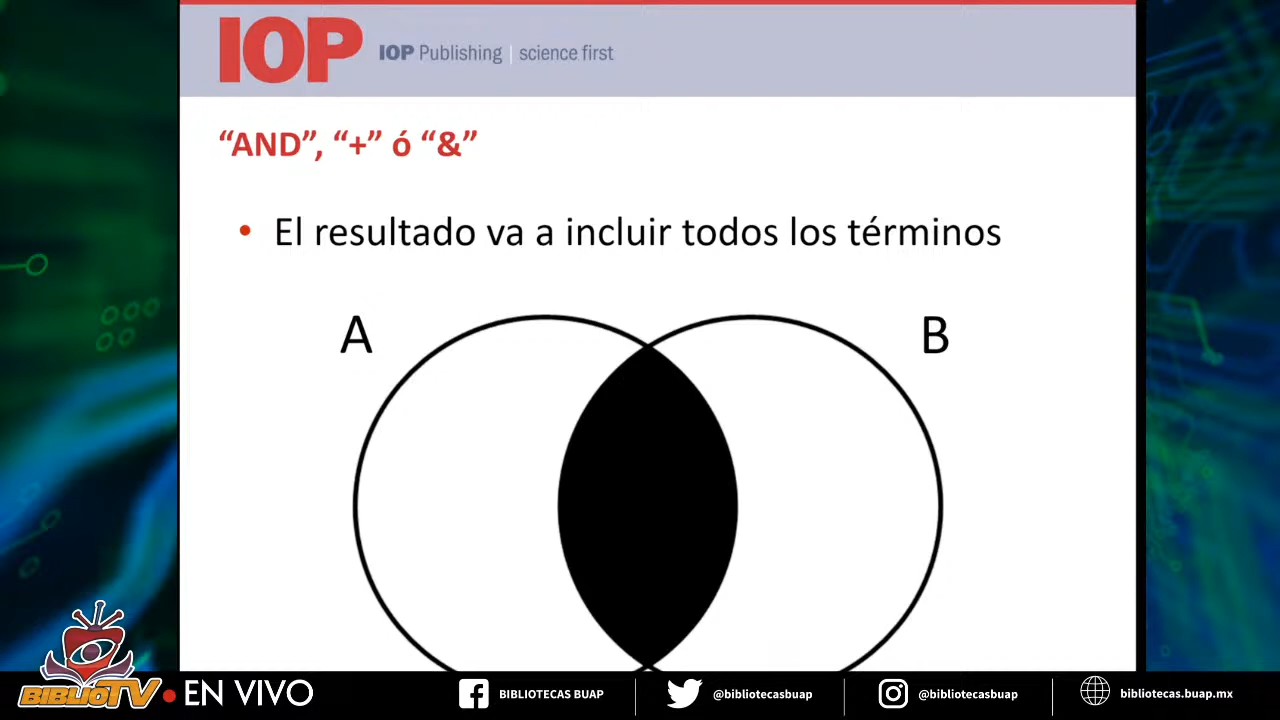 IOP IOP Publishing | science first
“AND”, “+” ó “&”
• El resultado va a incluir todos los términos
A
B
BIBLIOTV • EN VIVO
BIBLIOTECAS BUAP
@bibliotecasbuap
@bibliotecasbuap
bibliotecas.buap.mx